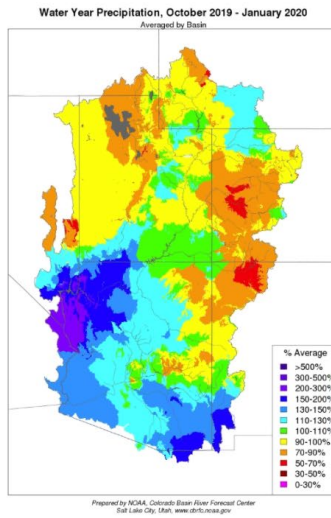 Water Year Precipitation, October 2019 - January 2020
Averaged by Basin
% Average
>500%
300-500%
200-300%
150-200%
130-150%
110-130%
100-110%
90-100%
70-90%
50-70%
30-50%
0-30%
Prepared by NOAA, Colorado Basin River Forecast Center
Salt Lake City, Utah, www.cbrfc.noaa.gov